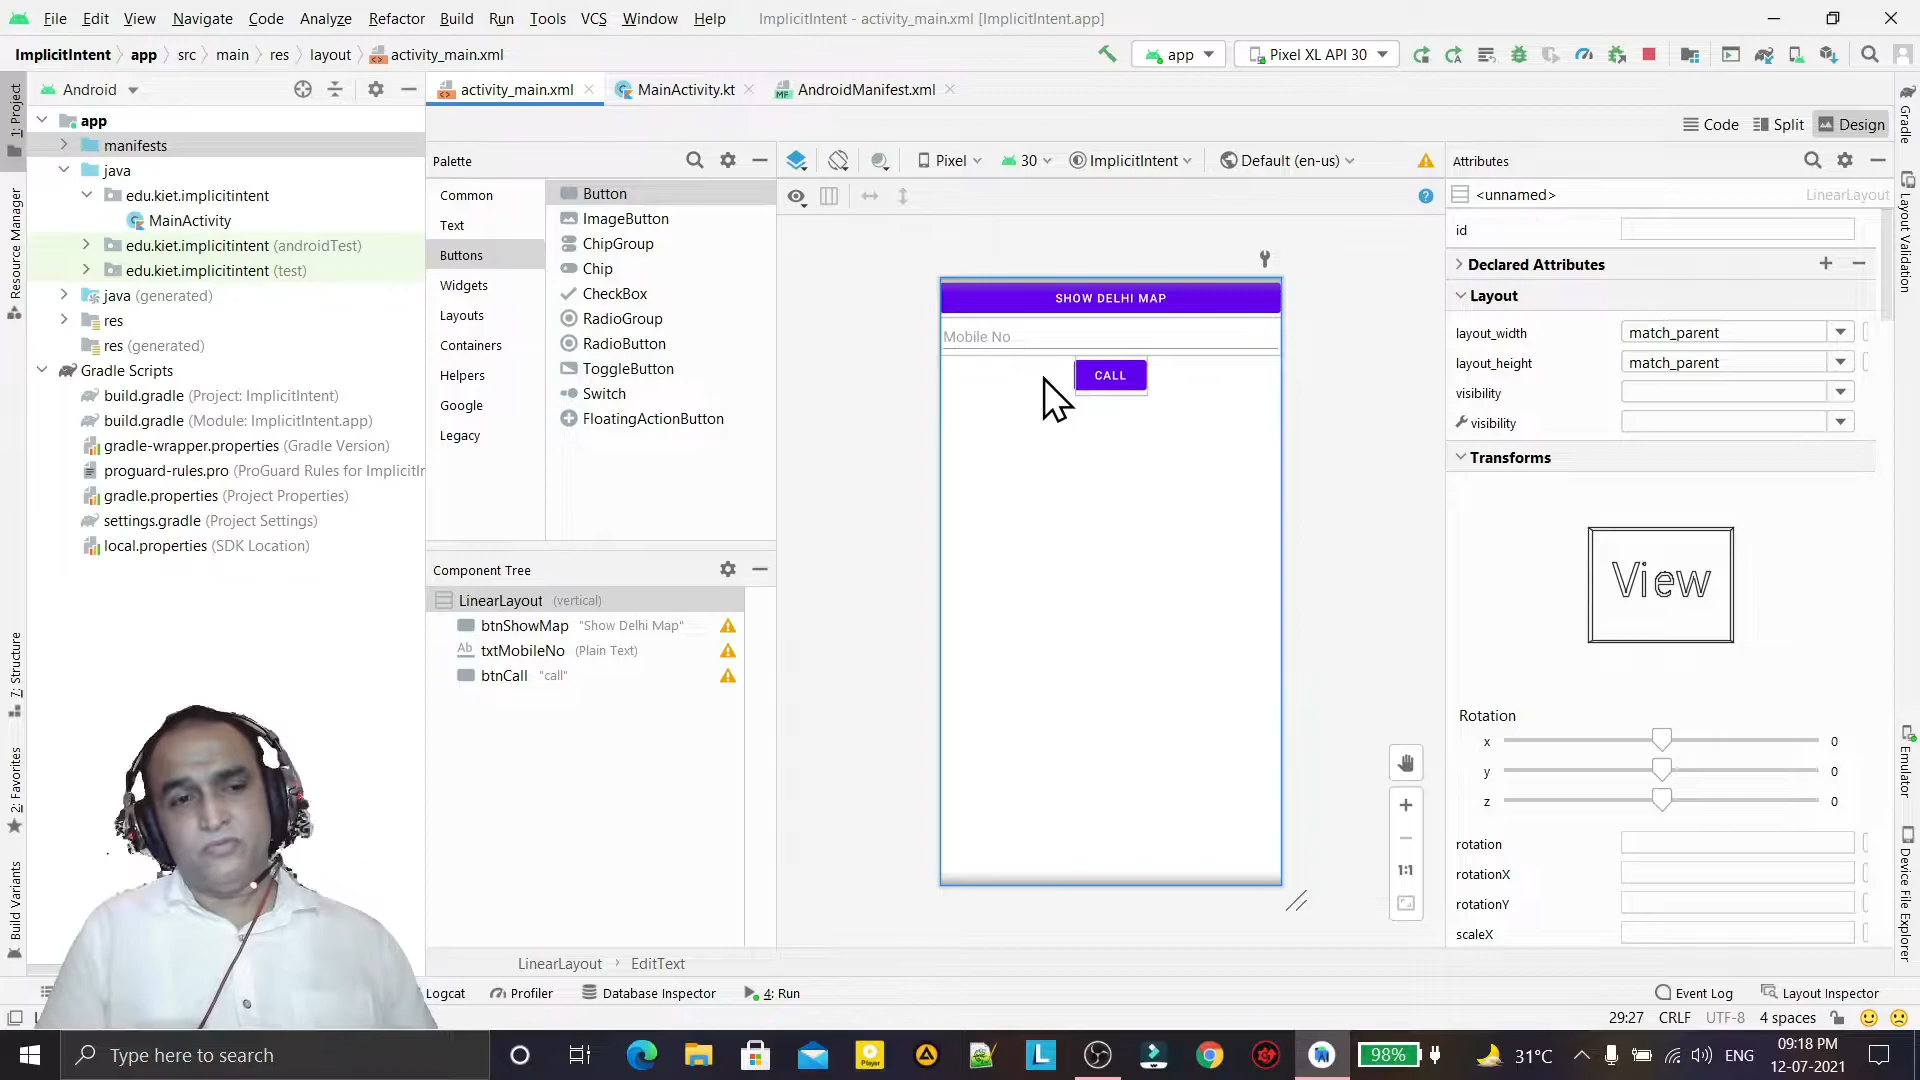 File Edit View Navigate Code Analyze Refactor Build Run Tools VCS Window Help ImplicitIntent - activity_main.xml [ImplicitIntent.app]
ImplicitIntent app src main res layout activity_main.xml app Pixel XL API 30
Android
activity_main.xml MainActivity.kt AndroidManifest.xml
Code Split Design
1: Project
Resource Manager
7: Structure
2: Favorites
Build Variants
app
manifests
java
edu.kiet.implicitintent
MainActivity
edu.kiet.implicitintent (androidTest)
edu.kiet.implicitintent (test)
java (generated)
res
res (generated)
Gradle Scripts
build.gradle (Project: ImplicitIntent)
build.gradle (Module: ImplicitIntent.app)
gradle-wrapper.properties (Gradle Version)
proguard-rules.pro (ProGuard Rules for ImplicitIn
gradle.properties (Project Properties)
settings.gradle (Project Settings)
local.properties (SDK Location)
Palette
Common
Text
Buttons
Widgets
Layouts
Containers
Helpers
Google
Legacy
Button
ImageButton
ChipGroup
Chip
CheckBox
RadioGroup
RadioButton
ToggleButton
Switch
FloatingActionButton
Component Tree
LinearLayout (vertical)
btnShowMap "Show Delhi Map"
Ab txtMobileNo (Plain Text)
btnCall "call"
Pixel 30 ImplicitIntent Default (en-us)
SHOW DELHI MAP
Mobile No
CALL
1:1
LinearLayout EditText
Attributes
<unnamed> LinearLayout
id
Declared Attributes
Layout
layout_width match_parent
layout_height match_parent
visibility
visibility
Transforms
View
Rotation
x 0
y 0
z 0
rotation
rotationX
rotationY
scaleX
Gradle
Layout Validation
Emulator
Device File Explorer
Logcat Profiler Database Inspector 4: Run Event Log Layout Inspector
29:27 CRLF UTF-8 4 spaces
Type here to search
Player
L
98% 31°C ENG 09:18 PM
12-07-2021